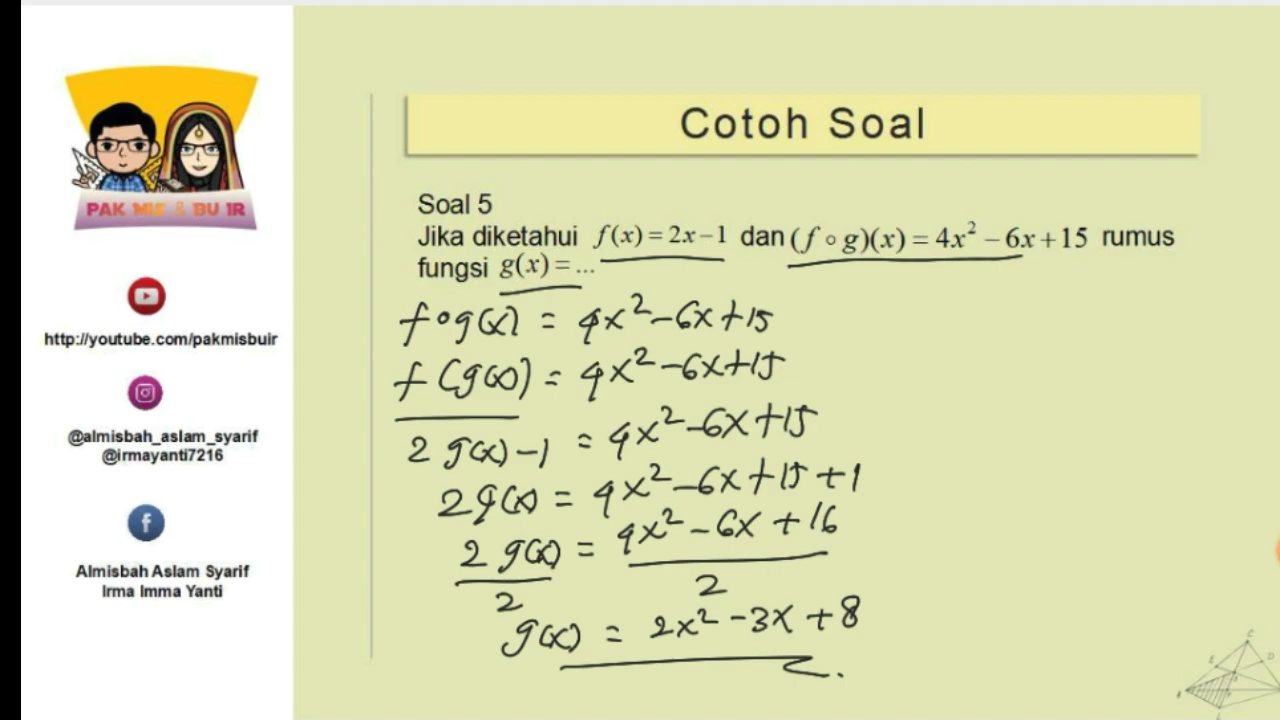 PAK MIS & BU IR
http://youtube.com/pakmisbuir
@almisbah_aslam_syarif
@irmayanti7216
Almisbah Aslam Syarif
Irma Imma Yanti
Cotoh Soal
Soal 5
Jika diketahui f(x) = 2x − 1 dan (f ∘ g)(x) = 4x² − 6x + 15 rumus
fungsi g(x) = ...
f∘g(x) = 4x² − 6x + 15
f(g(x)) = 4x² − 6x + 15
2 g(x) − 1 = 4x² − 6x + 15
2 g(x) = 4x² − 6x + 15 + 1
2 g(x) = 4x² − 6x + 16
2 2
g(x) = 2x² − 3x + 8